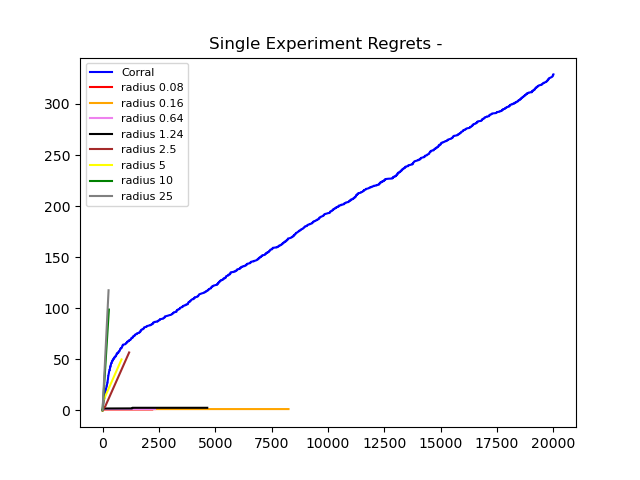 Single Experiment Regrets -
Corral
radius 0.08
radius 0.16
radius 0.64
radius 1.24
radius 2.5
radius 5
radius 10
radius 25
300
250
200
150
100
50
0
0 2500 5000 7500 10000 12500 15000 17500 20000